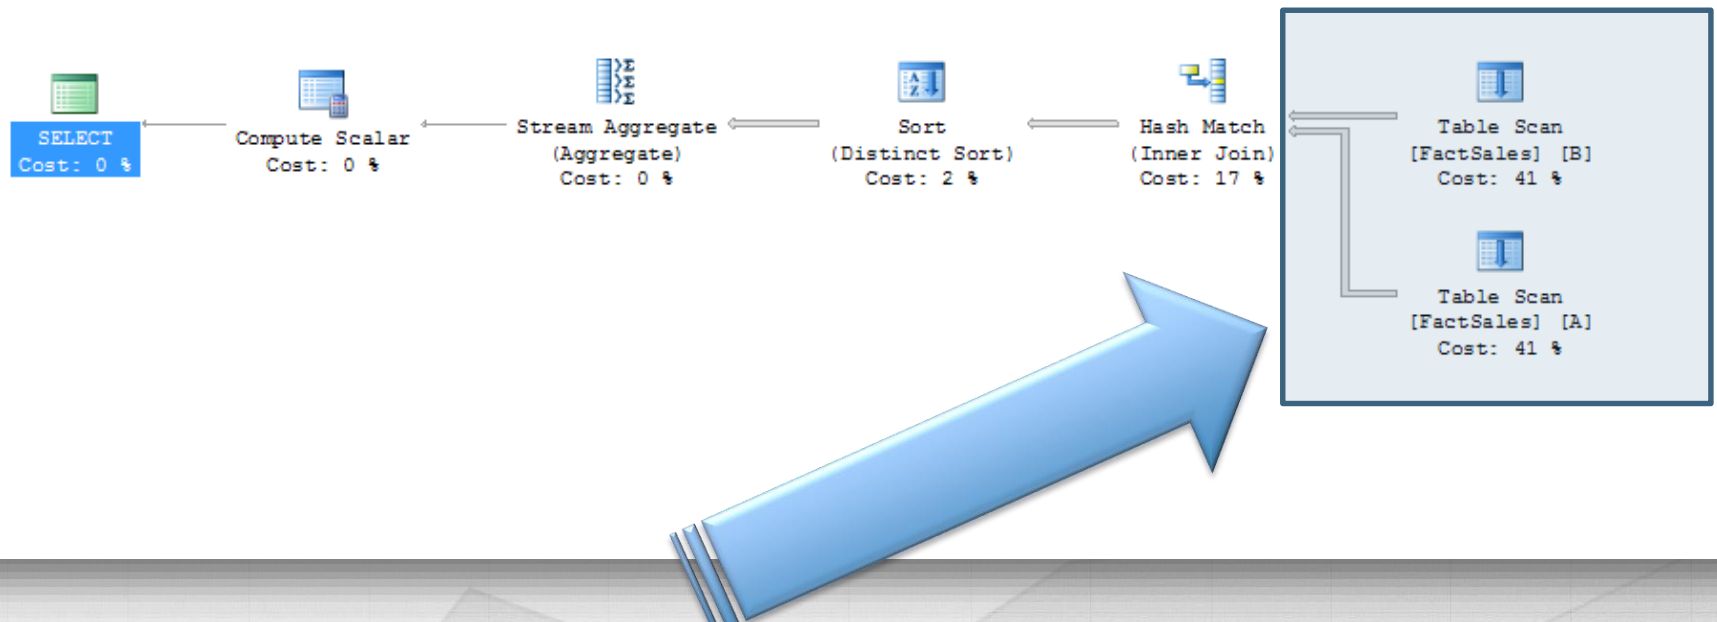 SELECT
Cost: 0 %
Compute Scalar
Cost: 0 %
Stream Aggregate
(Aggregate)
Cost: 0 %
Sort
(Distinct Sort)
Cost: 2 %
Hash Match
(Inner Join)
Cost: 17 %
Table Scan
[FactSales] [B]
Cost: 41 %
Table Scan
[FactSales] [A]
Cost: 41 %